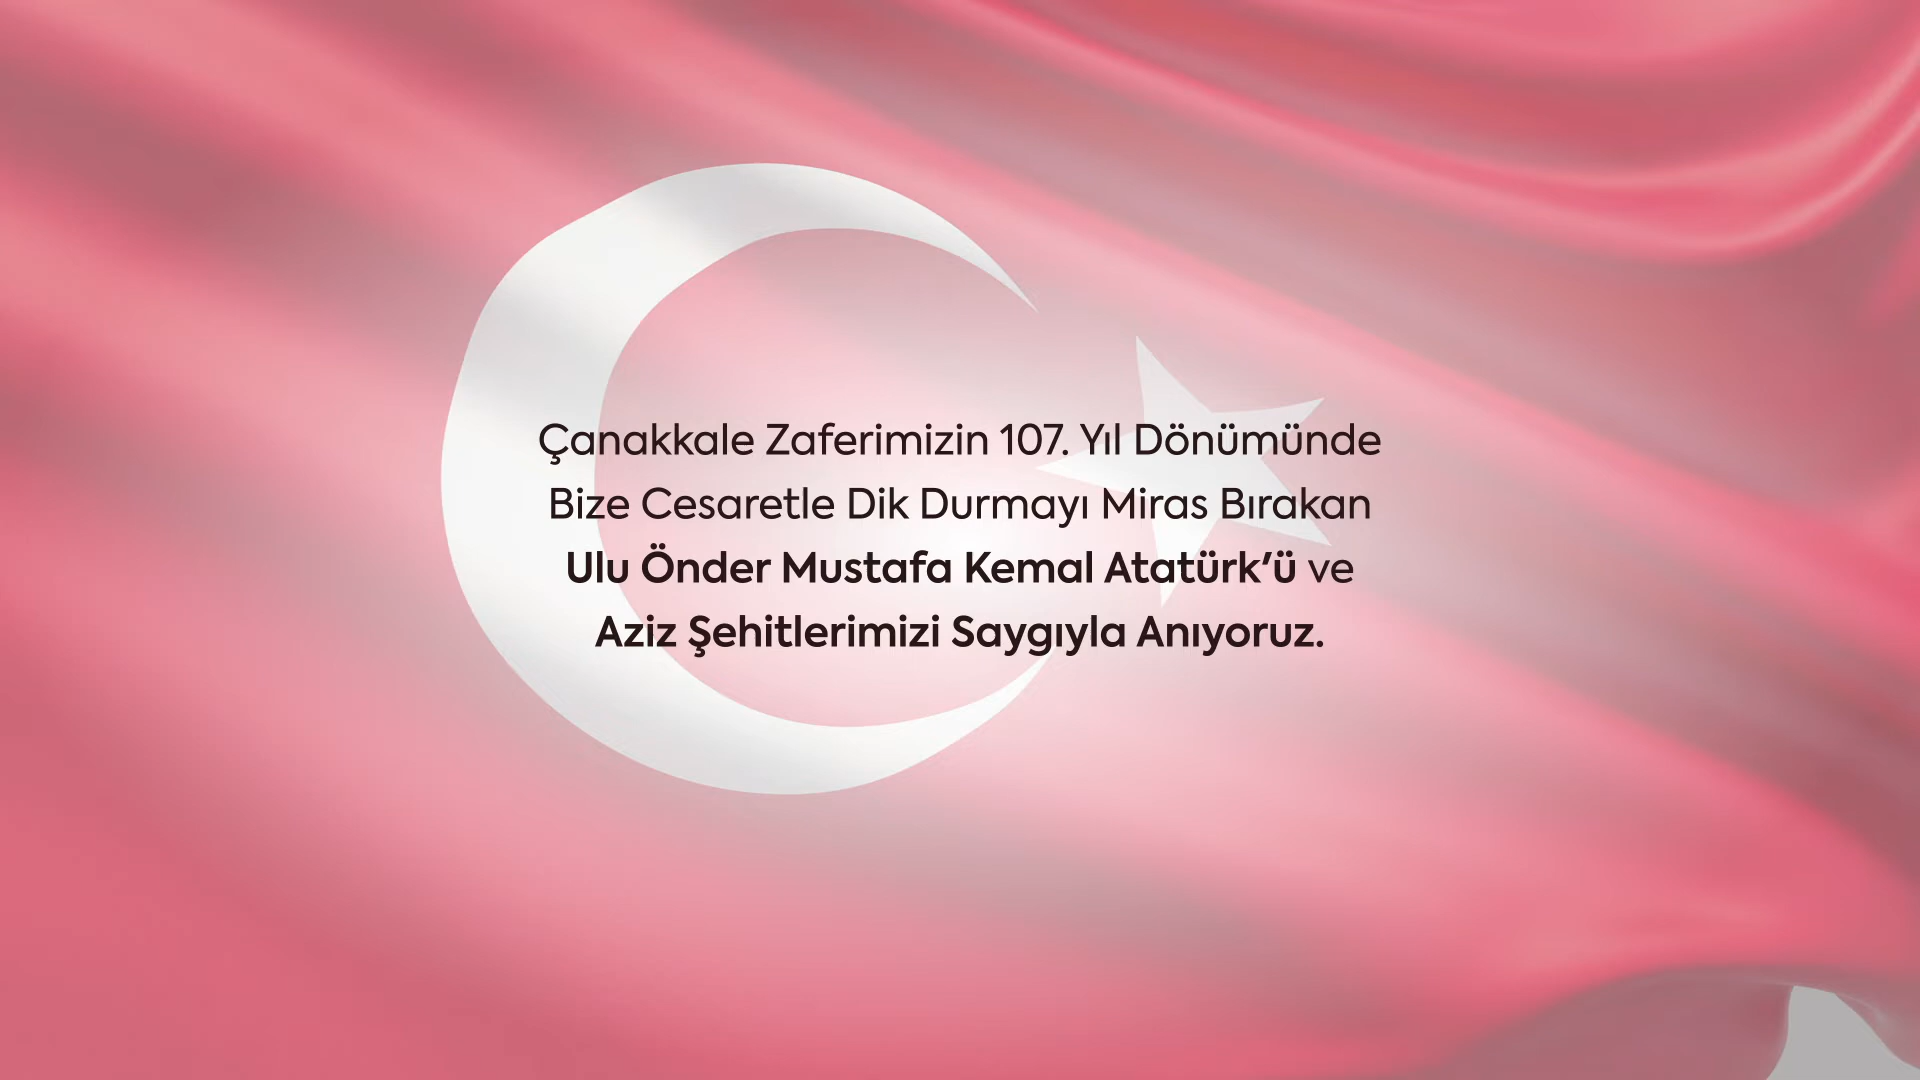 Çanakkale Zaferimizin 107. Yıl Dönümünde
Bize Cesaretle Dik Durmayı Miras Bırakan
Ulu Önder Mustafa Kemal Atatürk'ü ve
Aziz Şehitlerimizi Saygıyla Anıyoruz.